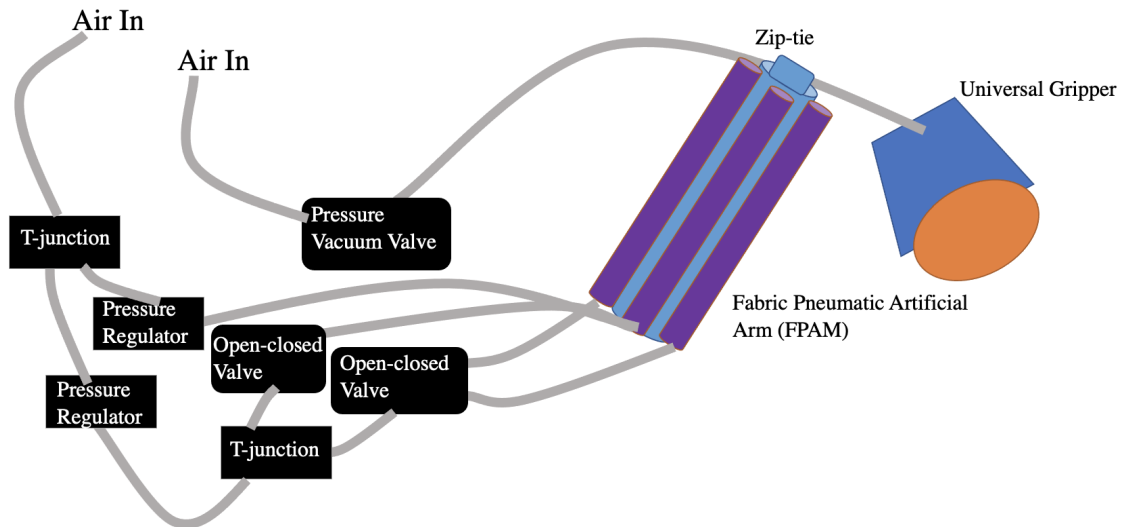 Air In
Air In
Zip-tie
Universal Gripper
Pressure
Vacuum Valve
T-junction
Fabric Pneumatic Artificial
Arm (FPAM)
Pressure
Regulator
Open-closed
Valve
Open-closed
Valve
Pressure
Regulator
T-junction